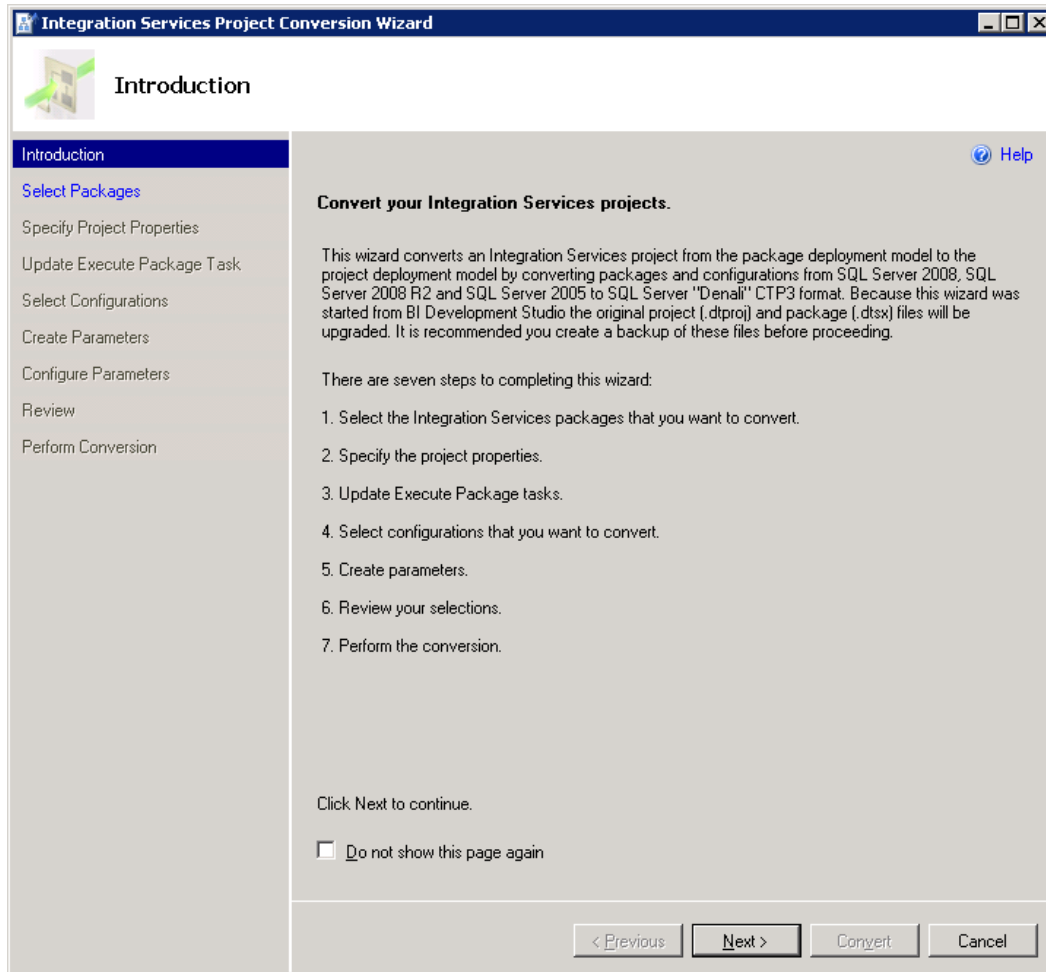 Integration Services Project Conversion Wizard
Introduction
Introduction
Select Packages
Specify Project Properties
Update Execute Package Task
Select Configurations
Create Parameters
Configure Parameters
Review
Perform Conversion
Help
Convert your Integration Services projects.
This wizard converts an Integration Services project from the package deployment model to the
project deployment model by converting packages and configurations from SQL Server 2008, SQL
Server 2008 R2 and SQL Server 2005 to SQL Server "Denali" CTP3 format. Because this wizard was
started from BI Development Studio the original project (.dtproj) and package (.dtsx) files will be
upgraded. It is recommended you create a backup of these files before proceeding.
There are seven steps to completing this wizard:
1. Select the Integration Services packages that you want to convert.
2. Specify the project properties.
3. Update Execute Package tasks.
4. Select configurations that you want to convert.
5. Create parameters.
6. Review your selections.
7. Perform the conversion.
Click Next to continue.
Do not show this page again
< Previous
Next >
Convert
Cancel